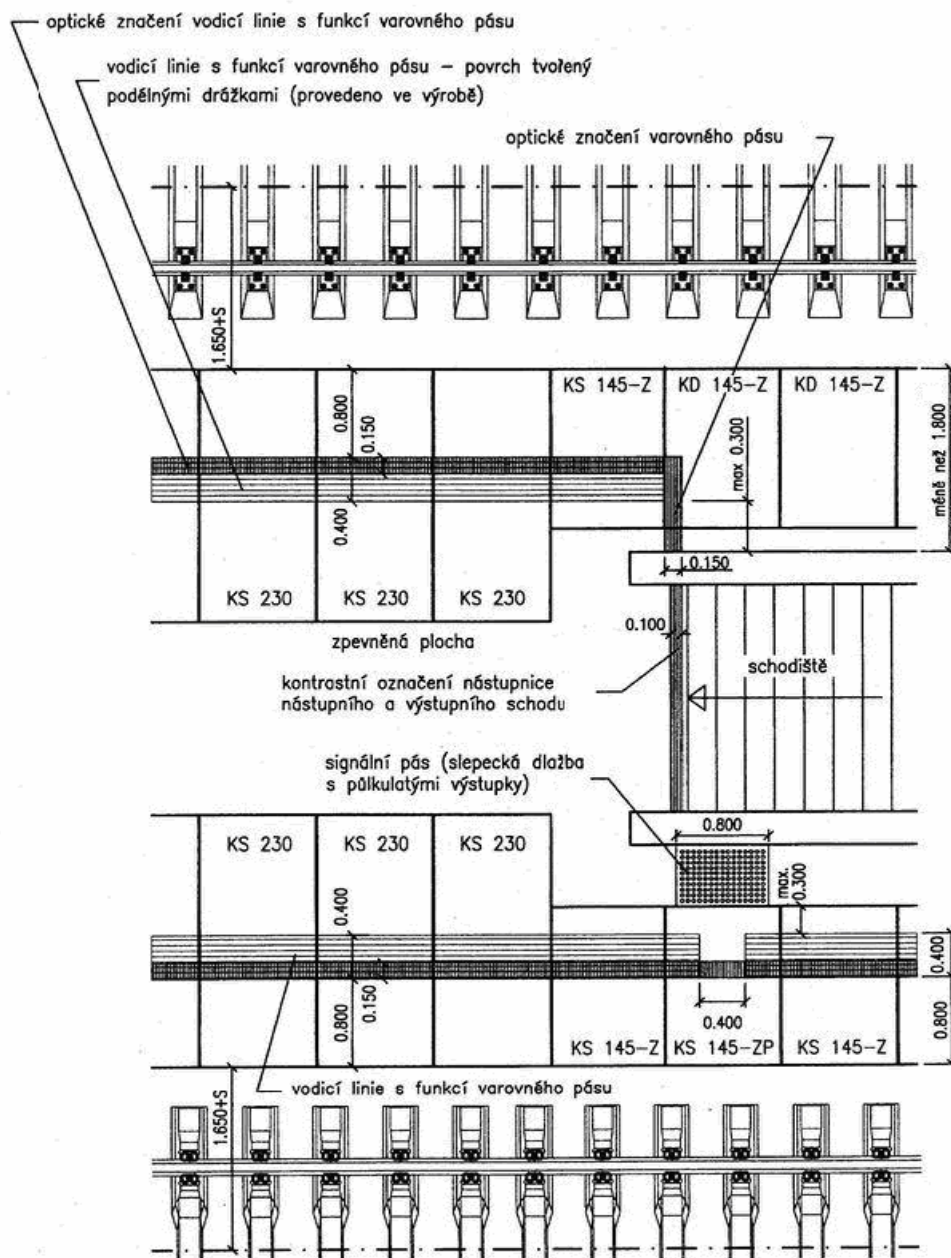 optické značení vodicí linie s funkcí varovného pásu
vodicí linie s funkcí varovného pásu – povrch tvořený
podélnými drážkami (provedeno ve výrobě)
optické značení varovného pásu
1.650+S
KS 145-Z
KD 145-Z
KD 145-Z
0.800
0.150
max 0.300
méně než 1.800
0.400
0.150
KS 230
KS 230
KS 230
0.100
zpevněná plocha
schodiště
kontrastní označení nástupnice
nástupního a výstupního schodu
signální pás (slepecká dlažba
s půlkulatými výstupky)
0.800
KS 230
KS 230
KS 230
max.
0.300
0.400
0.400
0.150
0.800
0.400
0.800
KS 145-Z
KS 145-ZP
KS 145-Z
vodicí linie s funkcí varovného pásu
1.650+S